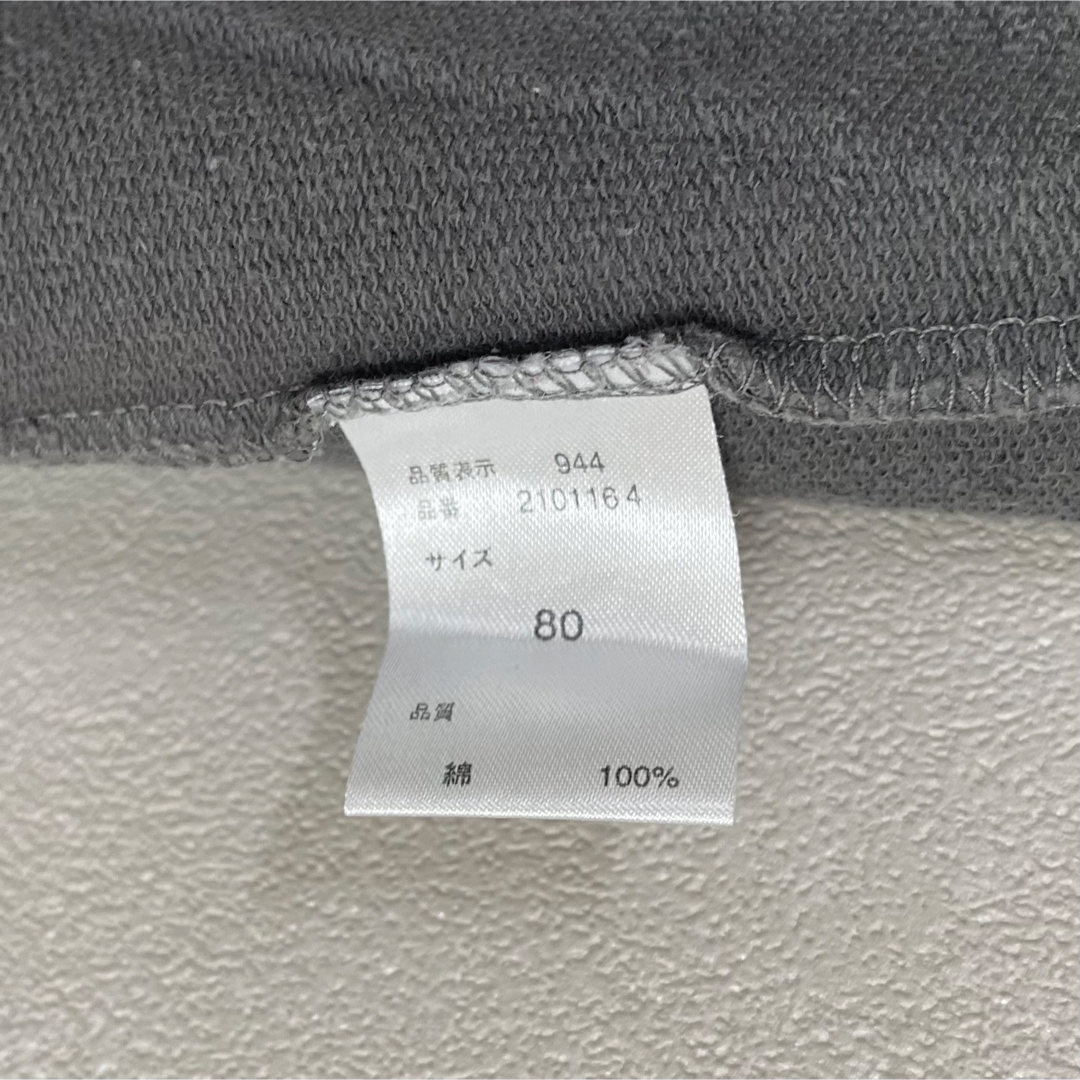 品質表示 944
品番 2101164
サイズ
80
品質
綿 100%